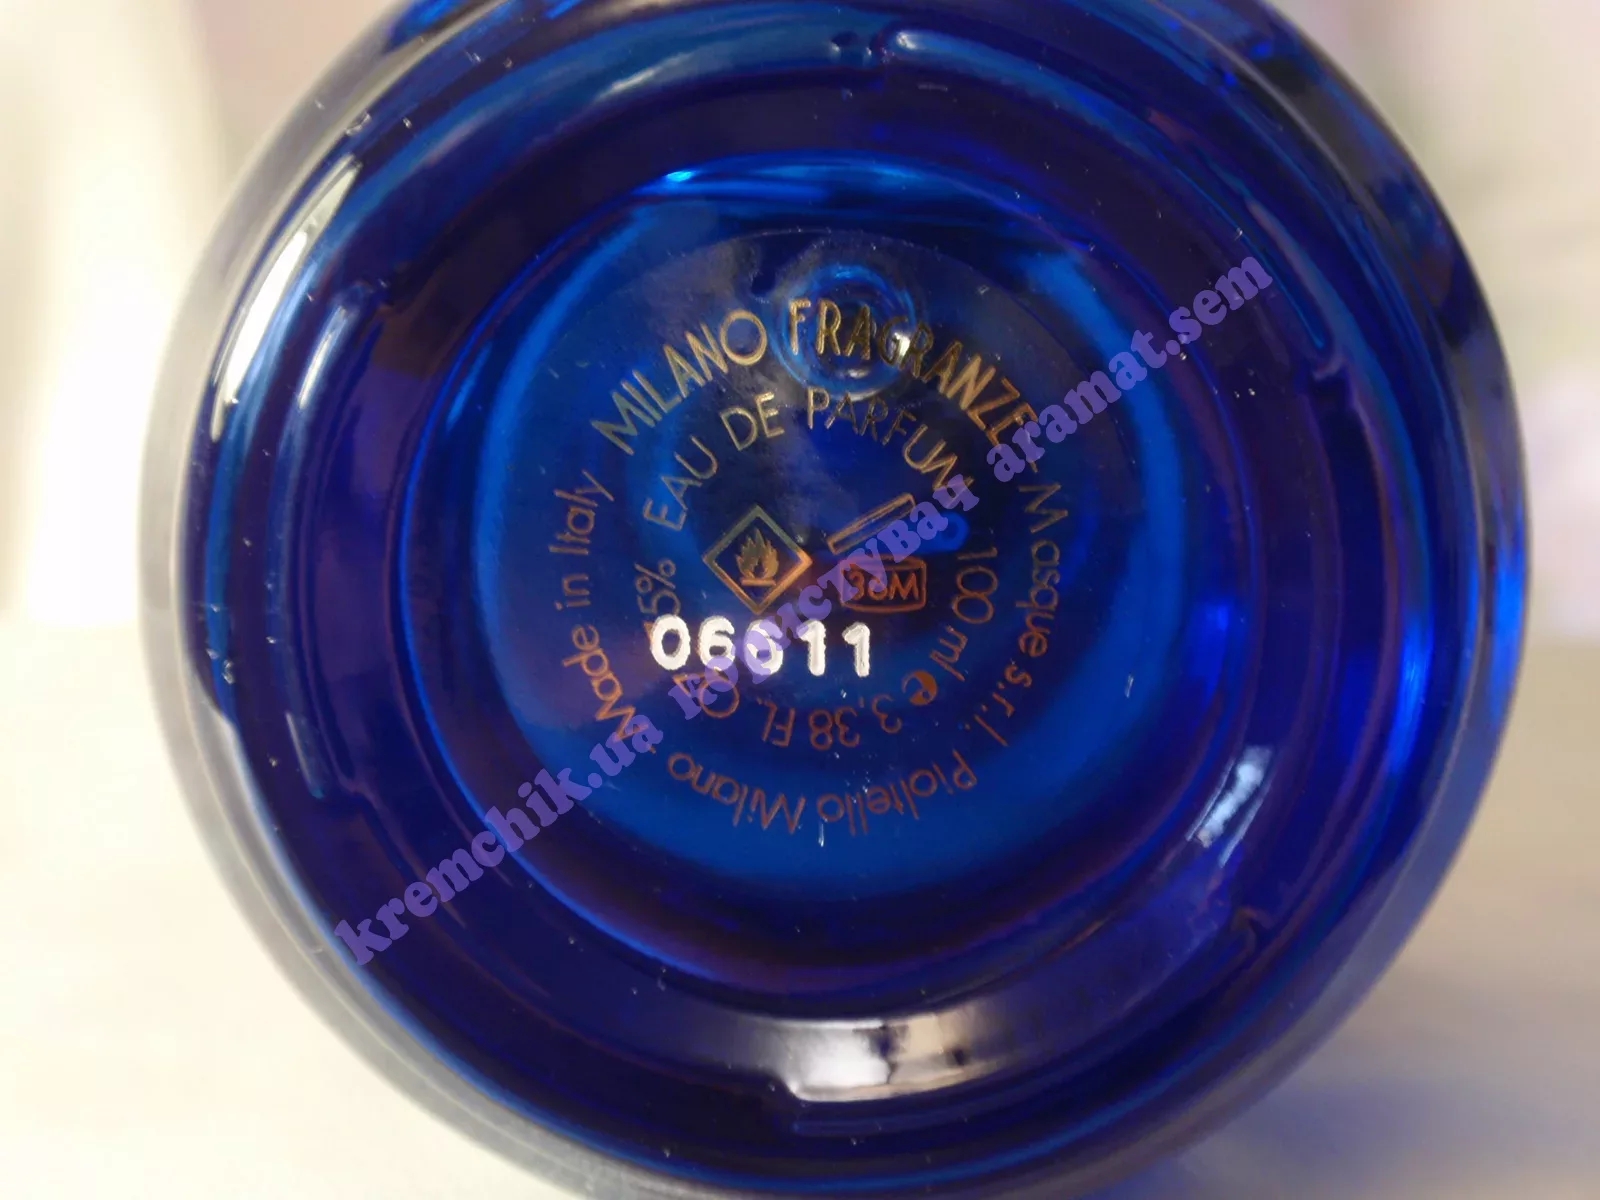 MILANO FRAGRANZE
Masque s.r.l. Pioltello Milano
Made in Italy
EAU DE PARFUM
100 ml e 3,38 FL.
36M
06011
kremchik.ua користувач aramat.sem